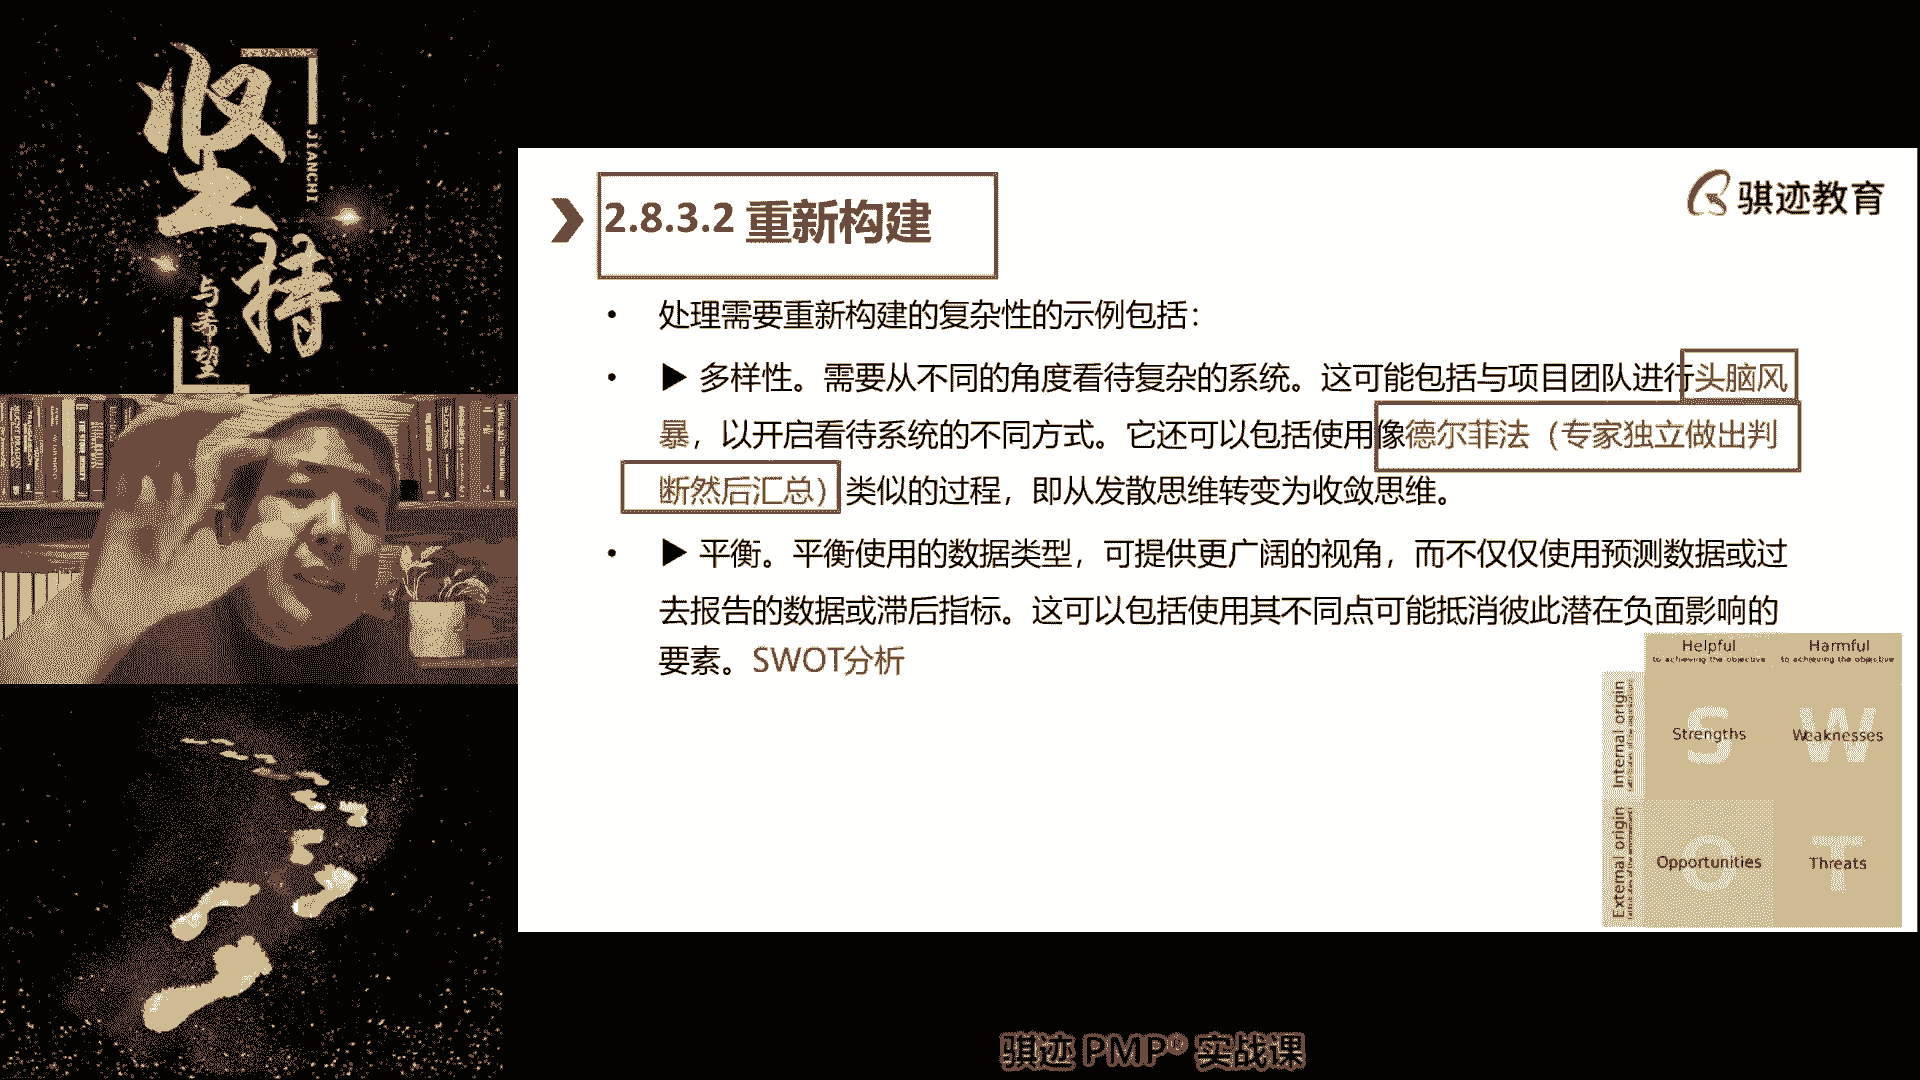 坚持
JIANCHI
与希望
骐迹教育
2.8.3.2 重新构建
• 处理需要重新构建的复杂性的示例包括：
• ▶ 多样性。需要从不同的角度看待复杂的系统。这可能包括与项目团队进行头脑风
暴，以开启看待系统的不同方式。它还可以包括使用像德尔菲法（专家独立做出判
断然后汇总）类似的过程，即从发散思维转变为收敛思维。
• ▶ 平衡。平衡使用的数据类型，可提供更广阔的视角，而不仅仅使用预测数据或过
去报告的数据或滞后指标。这可以包括使用其不同点可能抵消彼此潜在负面影响的
要素。SWOT分析
Helpful
to achieving the objective
Harmful
to achieving the objective
Internal origin
S
Strengths
W
Weaknesses
External origin
O
Opportunities
T
Threats
骐迹 PMP® 实战课